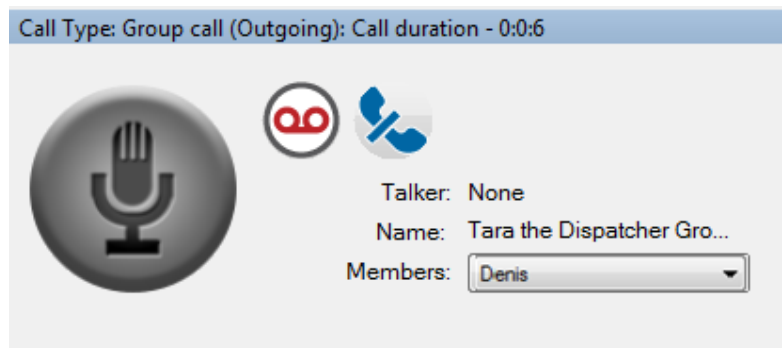 Call Type: Group call (Outgoing): Call duration - 0:0:6
Talker: None
Name: Tara the Dispatcher Gro...
Members: Denis